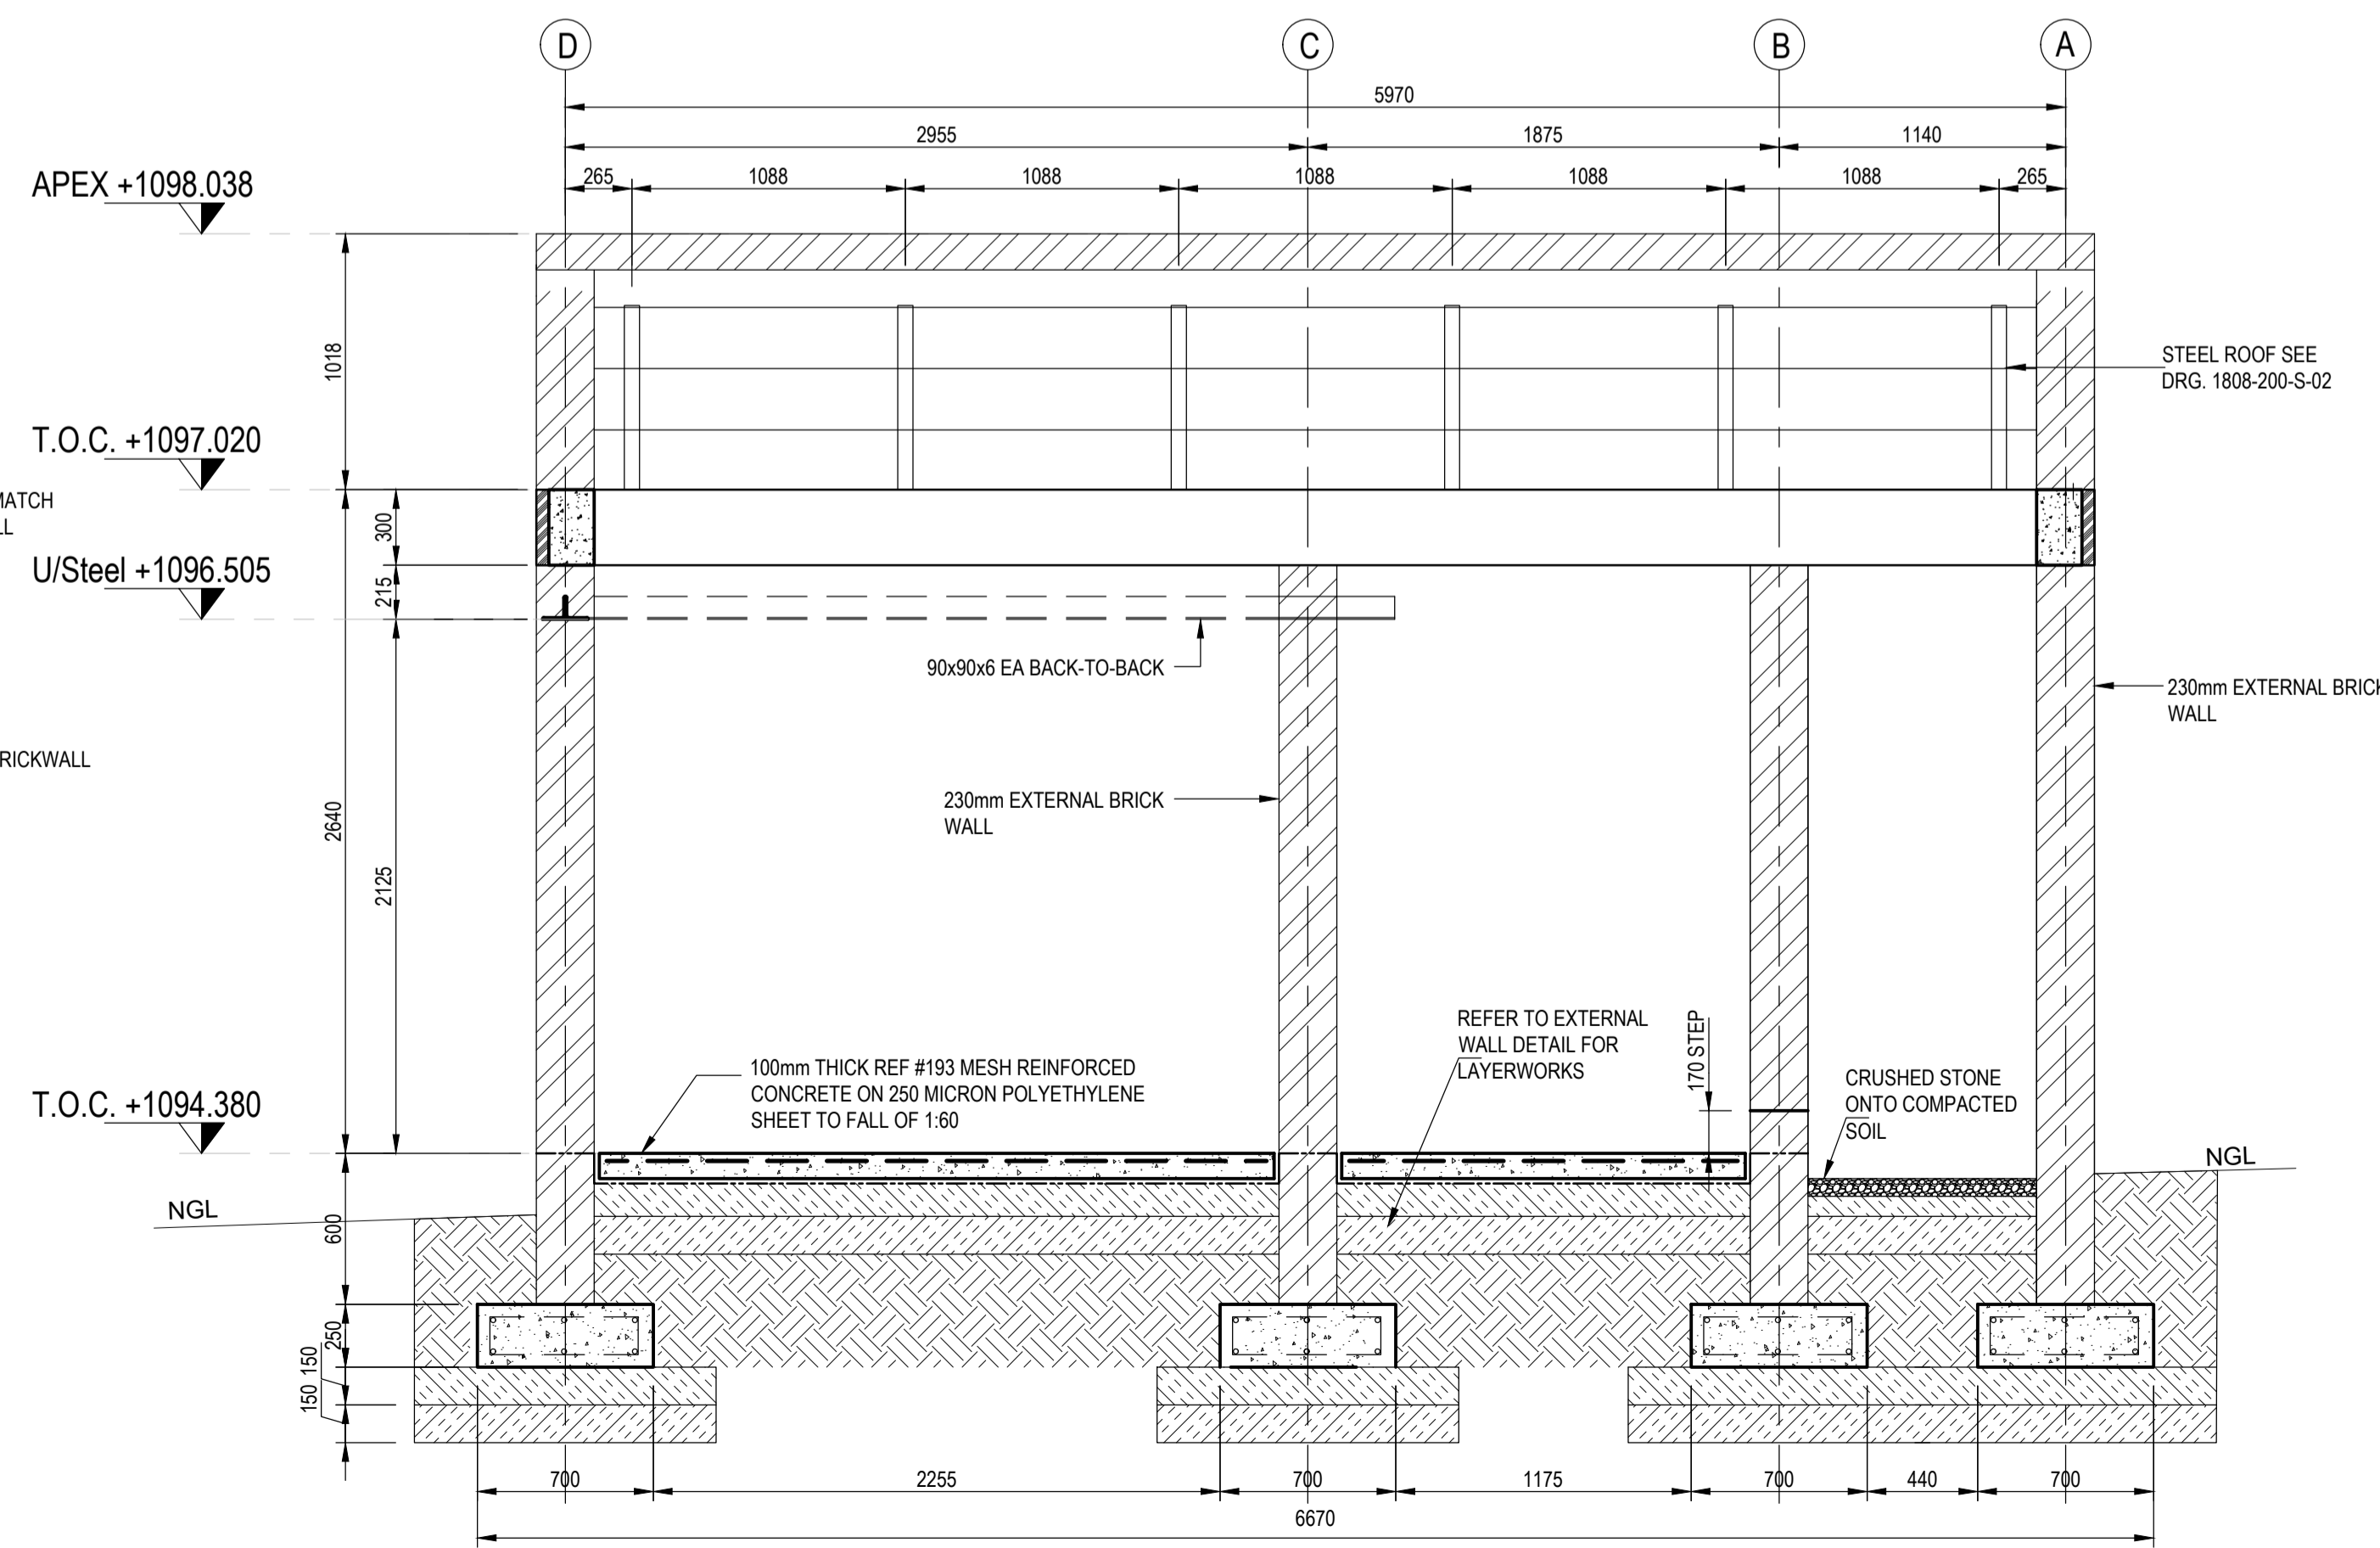 D
C
B
A
5970
2955
1875
1140
265
1088
1088
1088
1088
1088
265
APEX +1098.038
1018
STEEL ROOF SEE
DRG. 1808-200-S-02
T.O.C. +1097.020
MATCH
LL
300
U/Steel +1096.505
215
90x90x6 EA BACK-TO-BACK
230mm EXTERNAL BRICK
WALL
RICKWALL
230mm EXTERNAL BRICK
WALL
2640
2125
REFER TO EXTERNAL
WALL DETAIL FOR
LAYERWORKS
170 STEP
100mm THICK REF #193 MESH REINFORCED
CONCRETE ON 250 MICRON POLYETHYLENE
SHEET TO FALL OF 1:60
CRUSHED STONE
ONTO COMPACTED
SOIL
T.O.C. +1094.380
NGL
NGL
600
250
150
150
700
2255
700
1175
700
440
700
6670